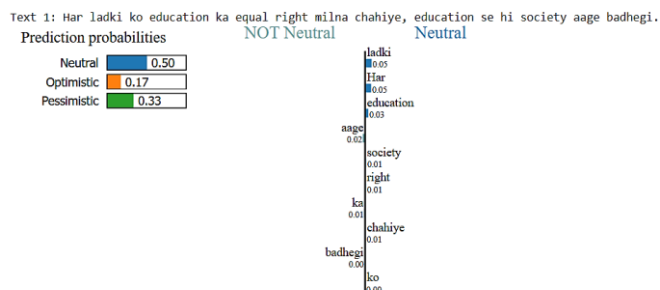 Text 1: Har ladki ko education ka equal right milna chahiye, education se hi society aage badhegi.
Prediction probabilities
Neutral 0.50
Optimistic 0.17
Pessimistic 0.33
NOT Neutral Neutral
ladki
0.05
Har
0.05
education
0.03
aage
0.02
society
0.01
right
0.01
ka
0.01
chahiye
0.01
badhegi
0.00
ko
0.00